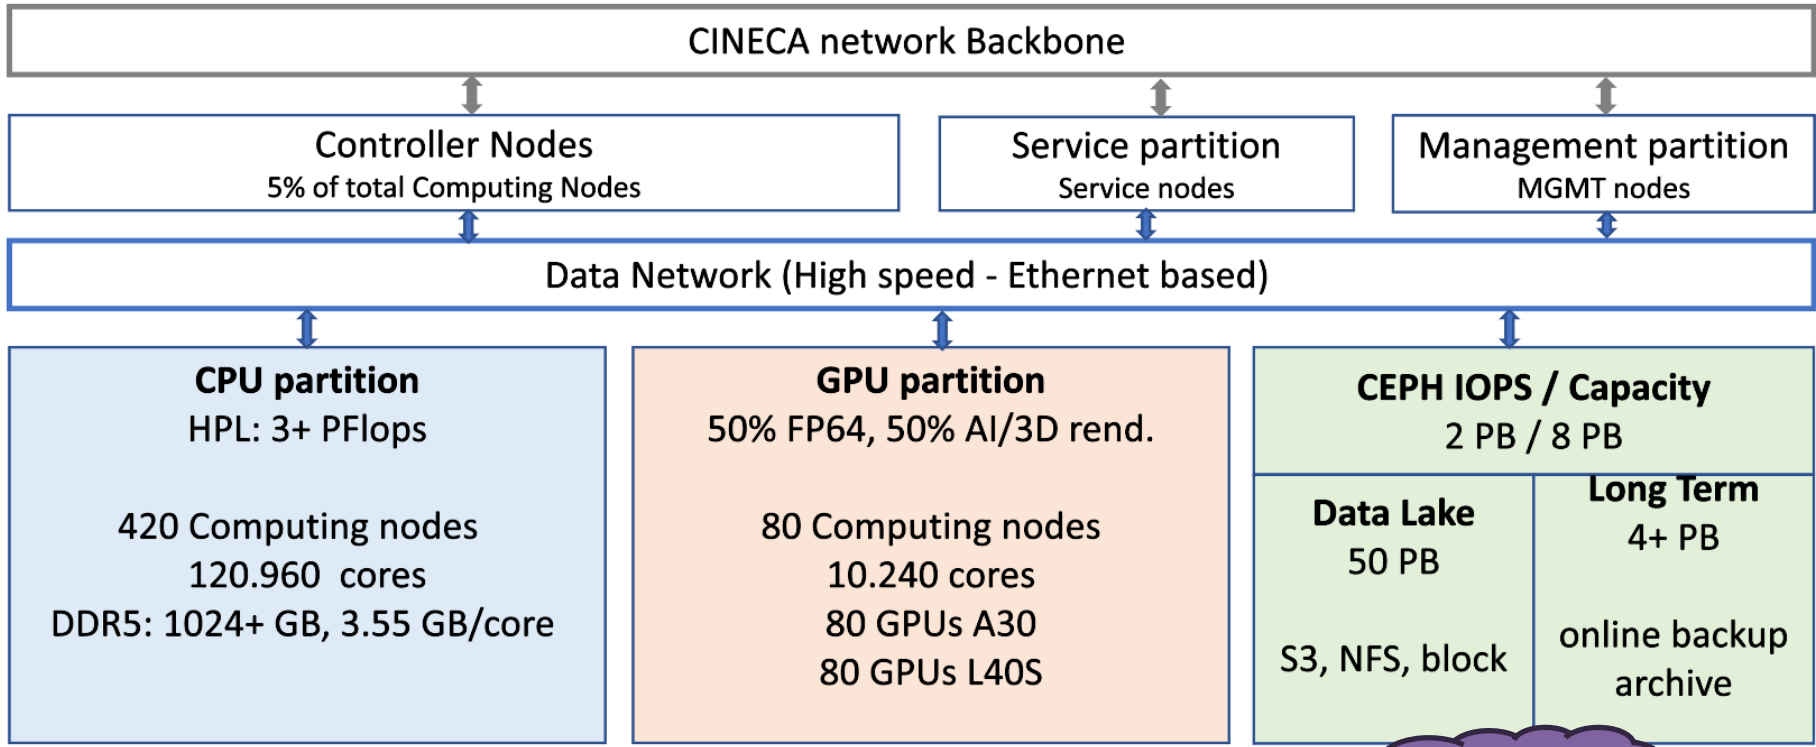 CINECA network Backbone
Controller Nodes
5% of total Computing Nodes
Service partition
Service nodes
Management partition
MGMT nodes
Data Network (High speed - Ethernet based)
CPU partition
HPL: 3+ PFlops
420 Computing nodes
120.960 cores
DDR5: 1024+ GB, 3.55 GB/core
GPU partition
50% FP64, 50% AI/3D rend.
80 Computing nodes
10.240 cores
80 GPUs A30
80 GPUs L40S
CEPH IOPS / Capacity
2 PB / 8 PB
Data Lake
50 PB
S3, NFS, block
Long Term
4+ PB
online backup
archive